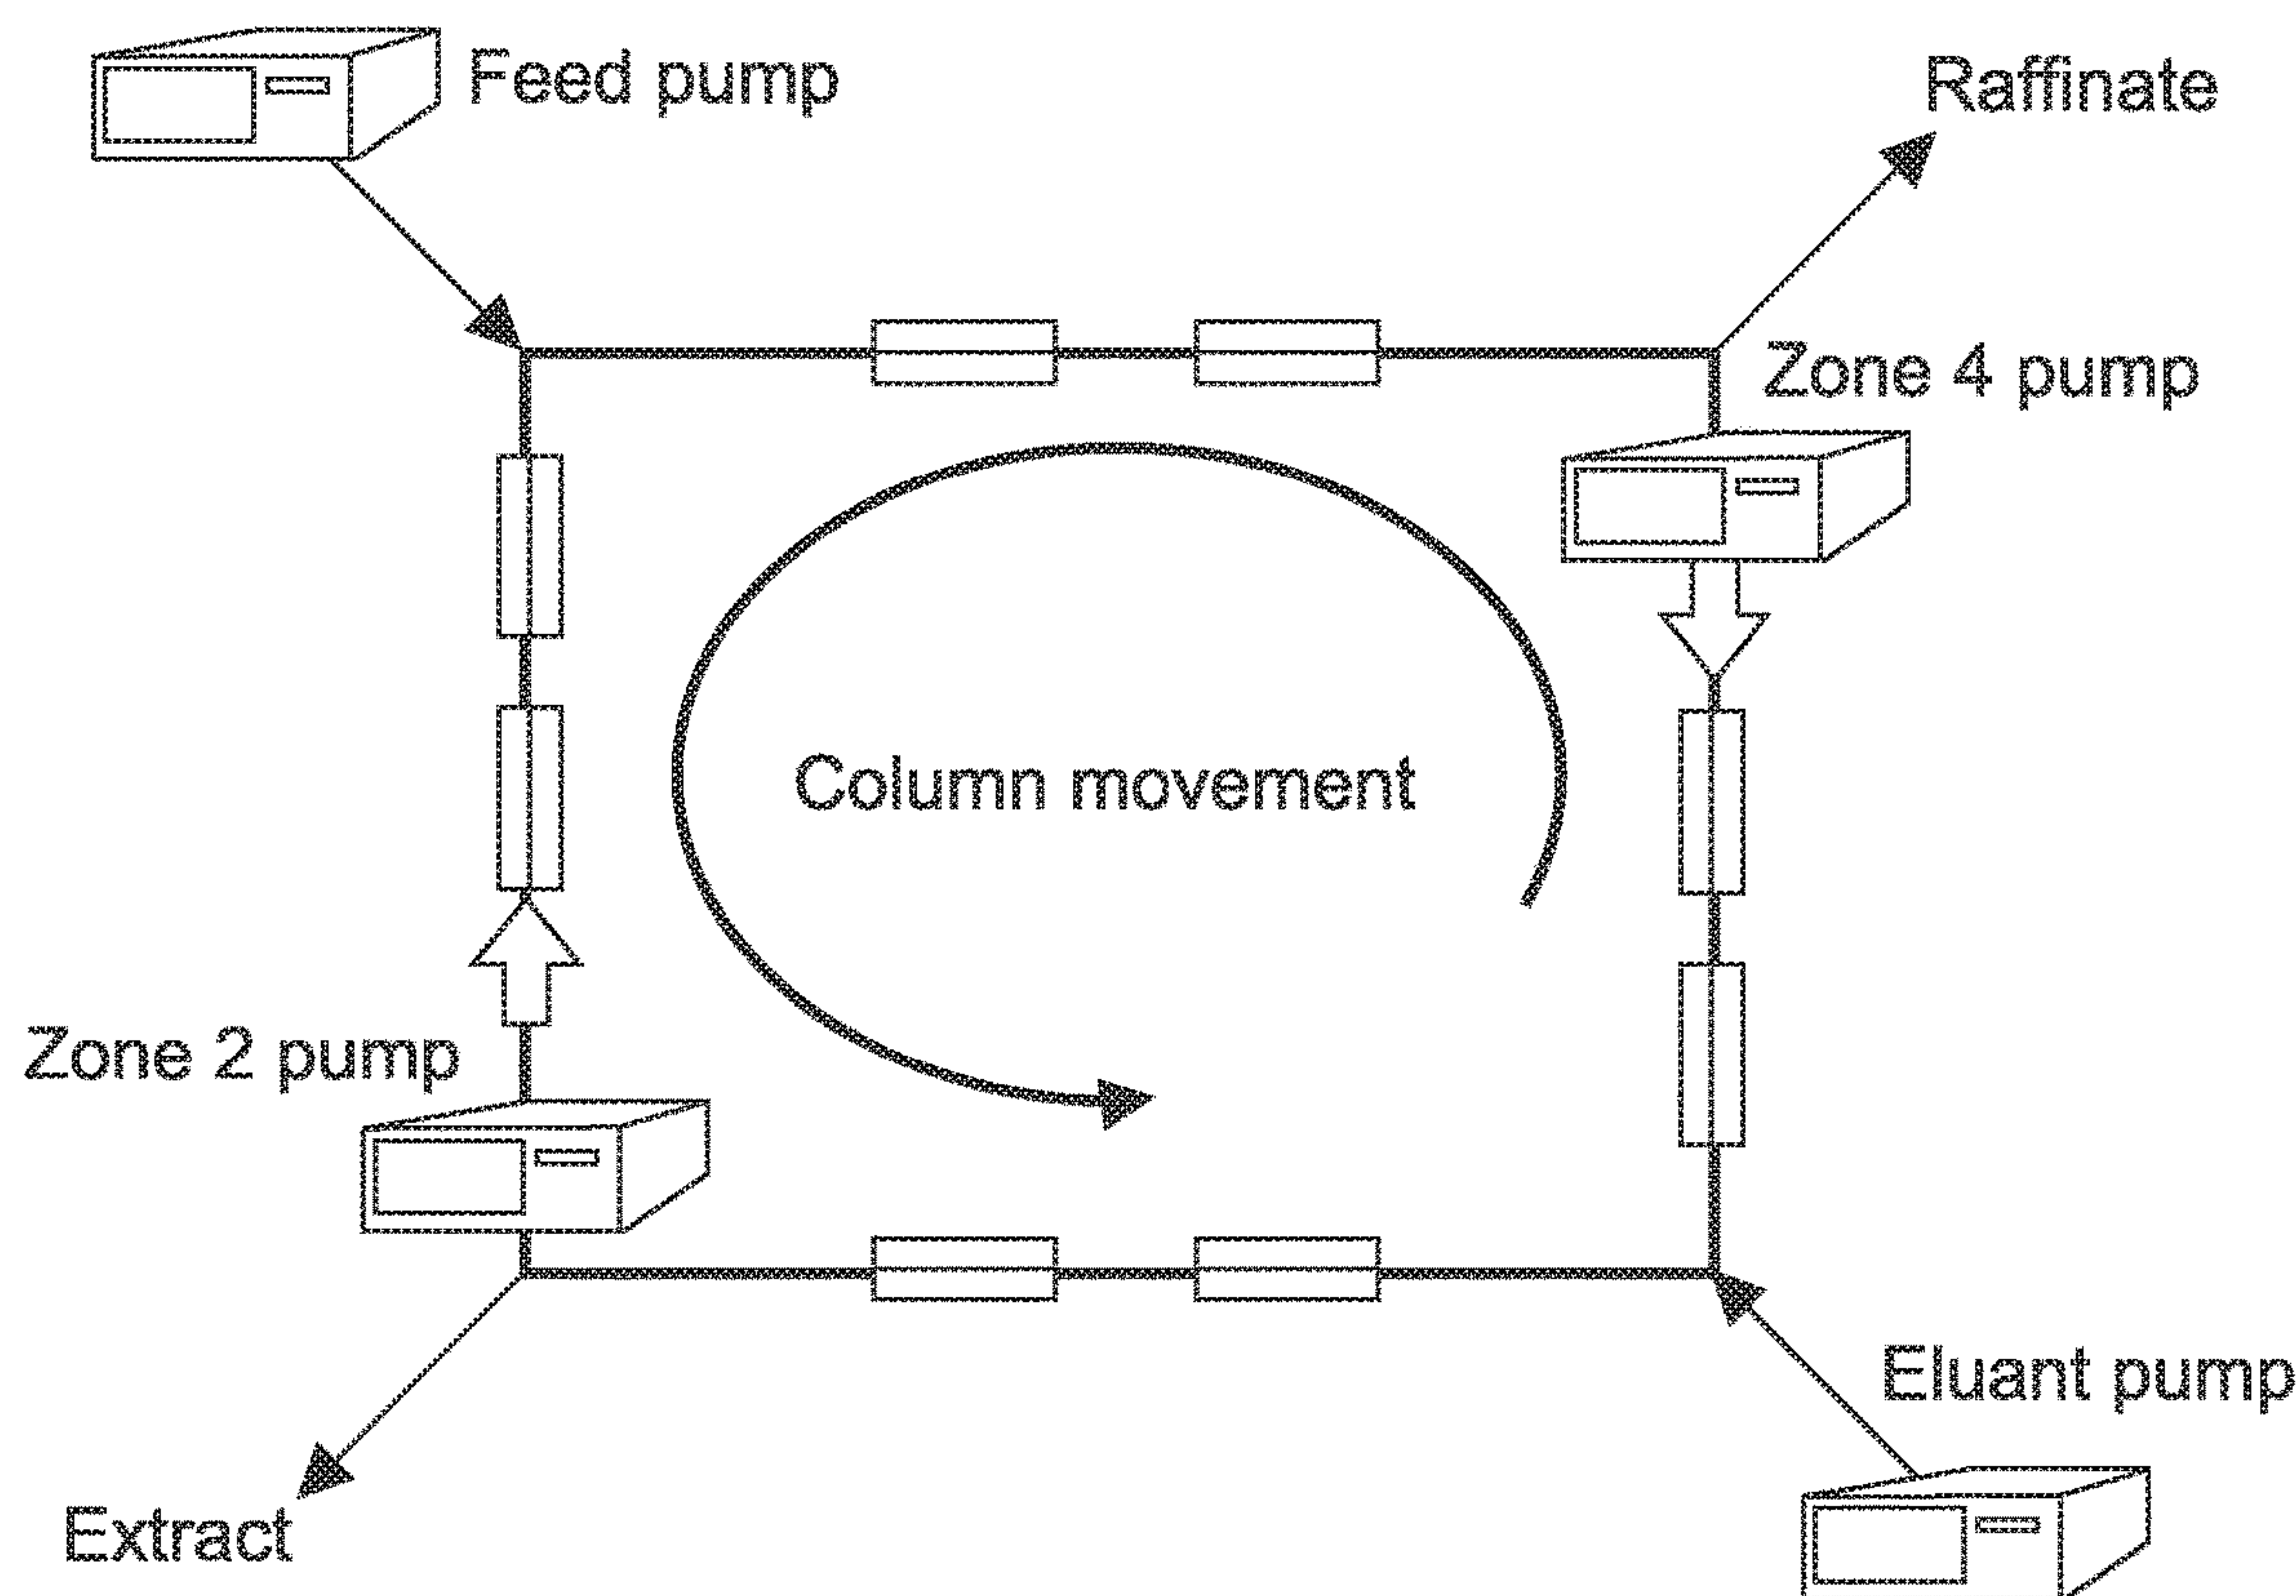 Feed pump
Raffinate
Zone 4 pump
Column movement
Zone 2 pump
Eluant pump
Extract